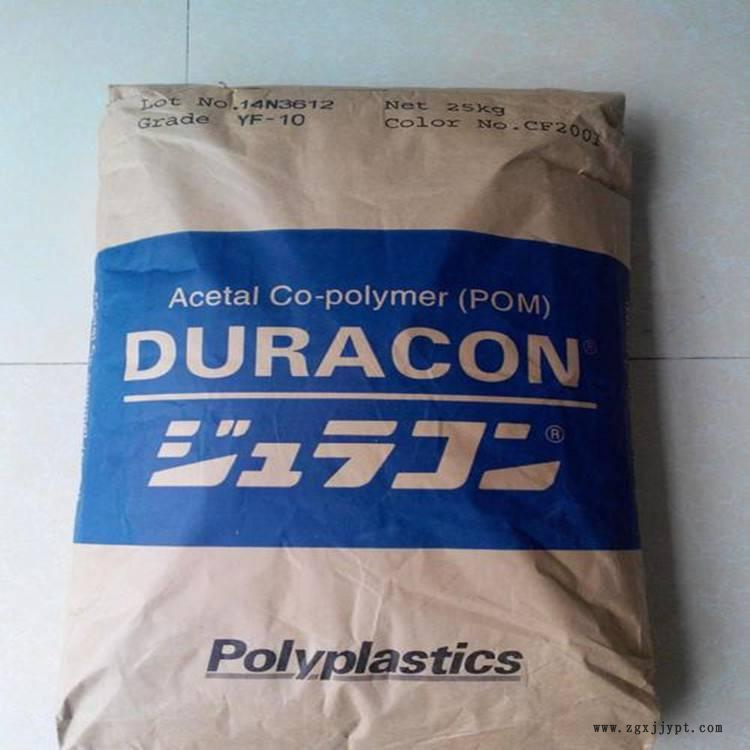 Lot No.14N3612 Net 25kg
Grade YF-10 Color No.CF2001
Acetal Co-polymer (POM)
DURACON®
ジュラコン®
Polyplastics
www.zgxjjypt.com